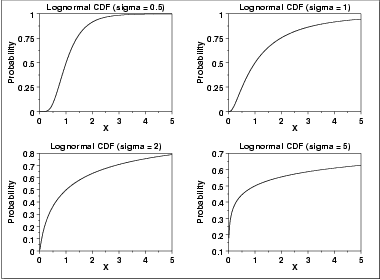 Lognormal CDF (sigma = 0.5)
Lognormal CDF (sigma = 1)
1
0.75
0.5
0.25
0
Probability
0 1 2 3 4 5
X
1
0.75
0.5
0.25
0
Probability
0 1 2 3 4 5
X
Lognormal CDF (sigma = 2)
Lognormal CDF (sigma = 5)
0.8
0.7
0.6
0.5
0.4
0.3
0.2
0.1
0
Probability
0 1 2 3 4 5
X
0.7
0.6
0.5
0.4
0.3
0.2
0.1
Probability
0 1 2 3 4 5
X